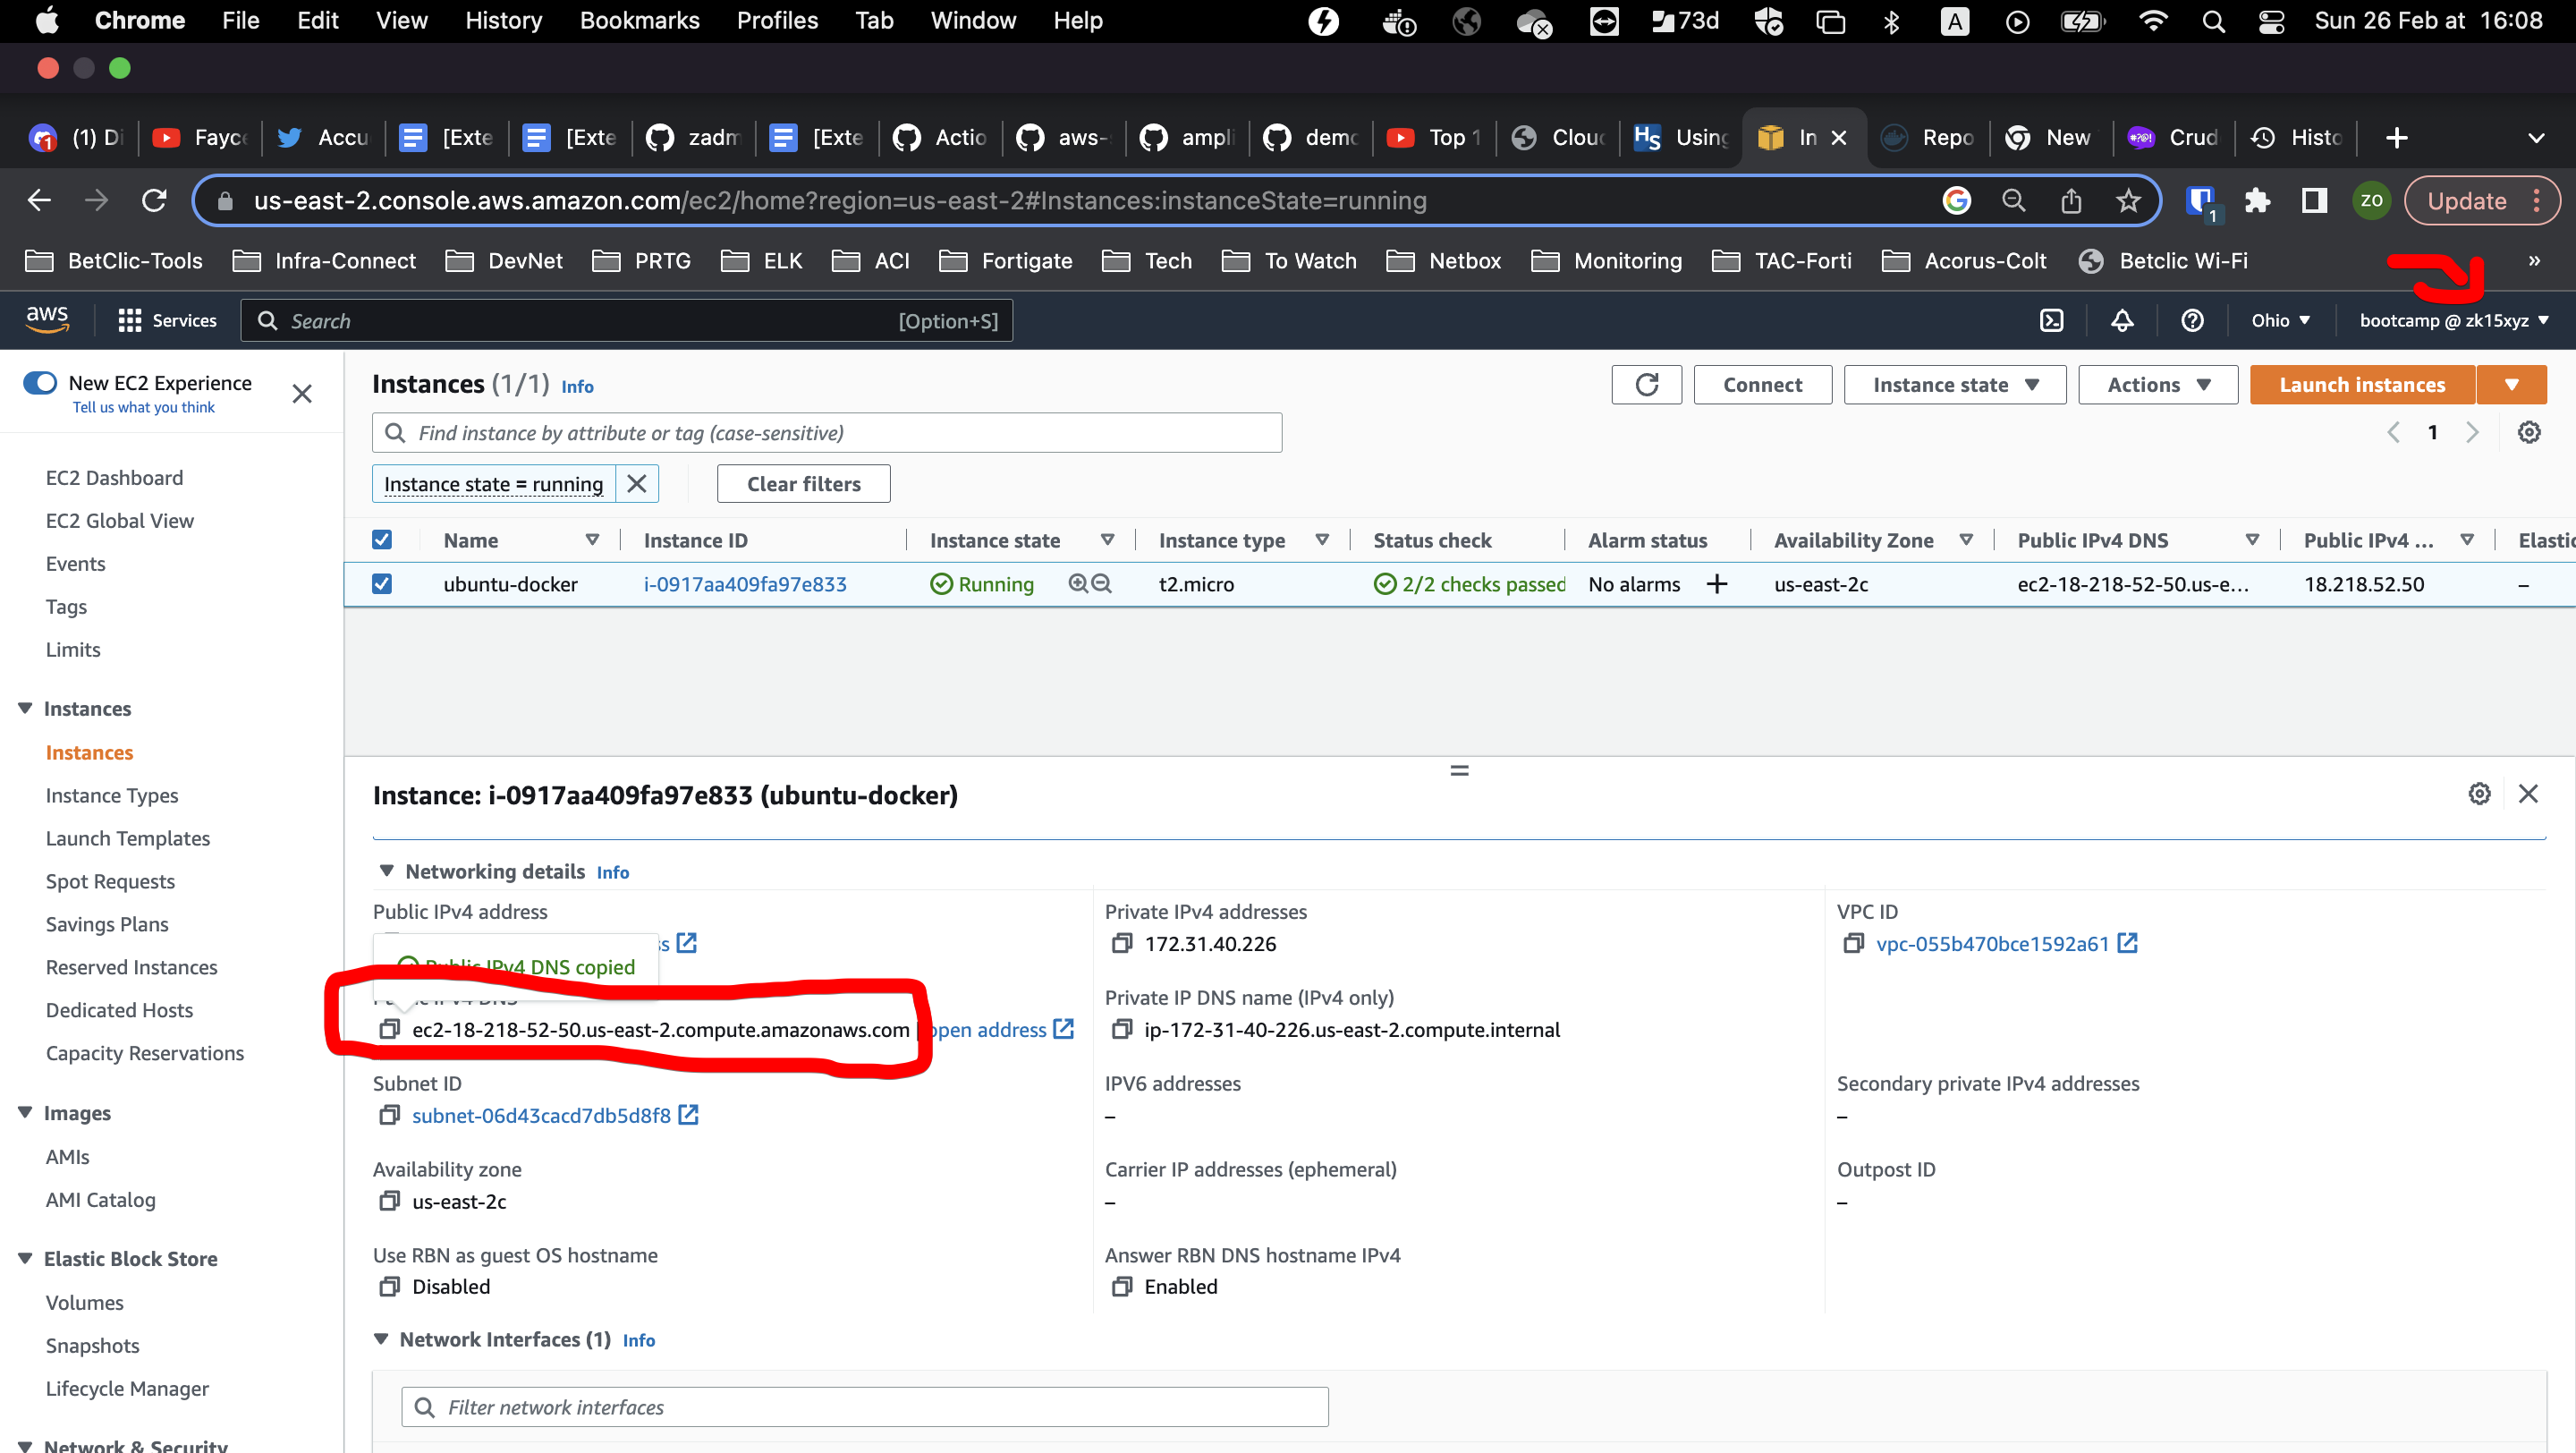 Chrome File Edit View History Bookmarks Profiles Tab Window Help 73d A Sun 26 Feb at 16:08
(1) Di Fayce Accu [Exte [Exte zadm [Exte Actio aws- ampli demo Top 1 Clou Using In Repo New Crud Histo
us-east-2.console.aws.amazon.com/ec2/home?region=us-east-2#Instances:instanceState=running 1 ZO Update
BetClic-Tools Infra-Connect DevNet PRTG ELK ACI Fortigate Tech To Watch Netbox Monitoring TAC-Forti Acorus-Colt Betclic Wi-Fi »
aws Services Search [Option+S] Ohio bootcamp @ zk15xyz
New EC2 Experience
Tell us what you think
EC2 Dashboard
EC2 Global View
Events
Tags
Limits
Instances
Instances
Instance Types
Launch Templates
Spot Requests
Savings Plans
Reserved Instances
Dedicated Hosts
Capacity Reservations
Images
AMIs
AMI Catalog
Elastic Block Store
Volumes
Snapshots
Lifecycle Manager
Network & Security
Instances (1/1) Info
Connect Instance state Actions Launch instances
Find instance by attribute or tag (case-sensitive)
1
Instance state = running Clear filters
Name Instance ID Instance state Instance type Status check Alarm status Availability Zone Public IPv4 DNS Public IPv4 ... Elastic
ubuntu-docker i-0917aa409fa97e833 Running t2.micro 2/2 checks passed No alarms + us-east-2c ec2-18-218-52-50.us-e... 18.218.52.50 –
Instance: i-0917aa409fa97e833 (ubuntu-docker)
Networking details Info
Public IPv4 address
Public IPv4 DNS copied
Public IPv4 DNS
ec2-18-218-52-50.us-east-2.compute.amazonaws.com | open address
Subnet ID
subnet-06d43cacd7db5d8f8
Availability zone
us-east-2c
Use RBN as guest OS hostname
Disabled
Private IPv4 addresses
172.31.40.226
Private IP DNS name (IPv4 only)
ip-172-31-40-226.us-east-2.compute.internal
IPV6 addresses
–
Carrier IP addresses (ephemeral)
–
Answer RBN DNS hostname IPv4
Enabled
VPC ID
vpc-055b470bce1592a61
Secondary private IPv4 addresses
–
Outpost ID
–
Network Interfaces (1) Info
Filter network interfaces